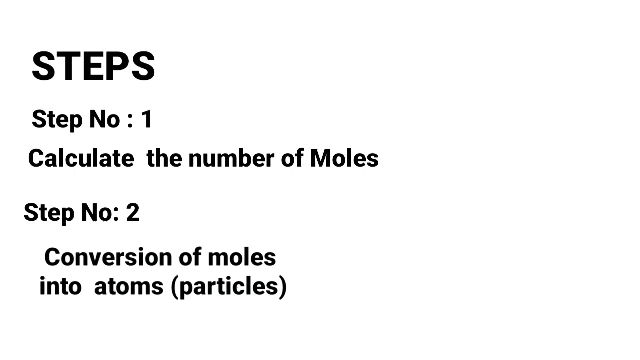 STEPS
Step No : 1
Calculate the number of Moles
Step No: 2
Conversion of moles
into atoms (particles)